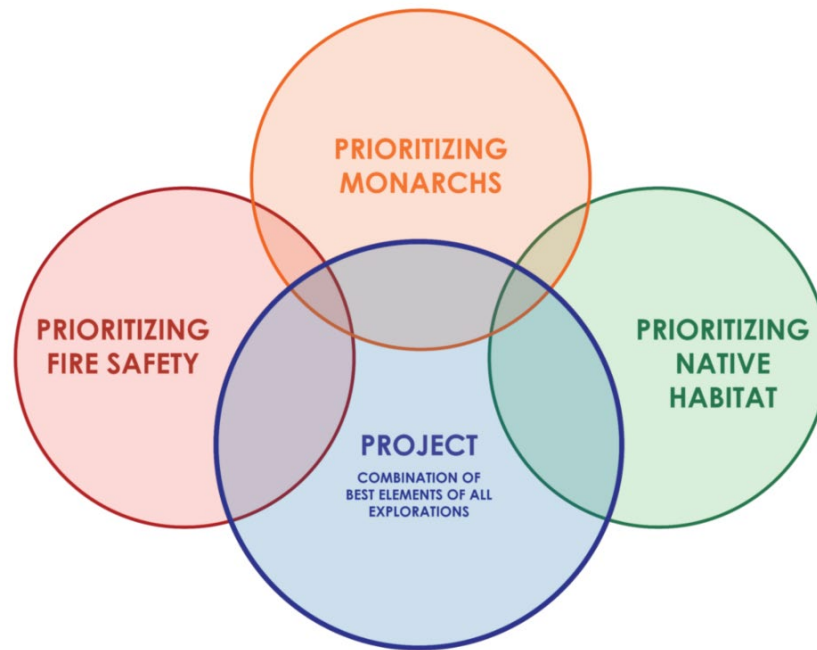 PRIORITIZING
MONARCHS
PRIORITIZING
FIRE SAFETY
PRIORITIZING
NATIVE
HABITAT
PROJECT
COMBINATION OF
BEST ELEMENTS OF ALL
EXPLORATIONS